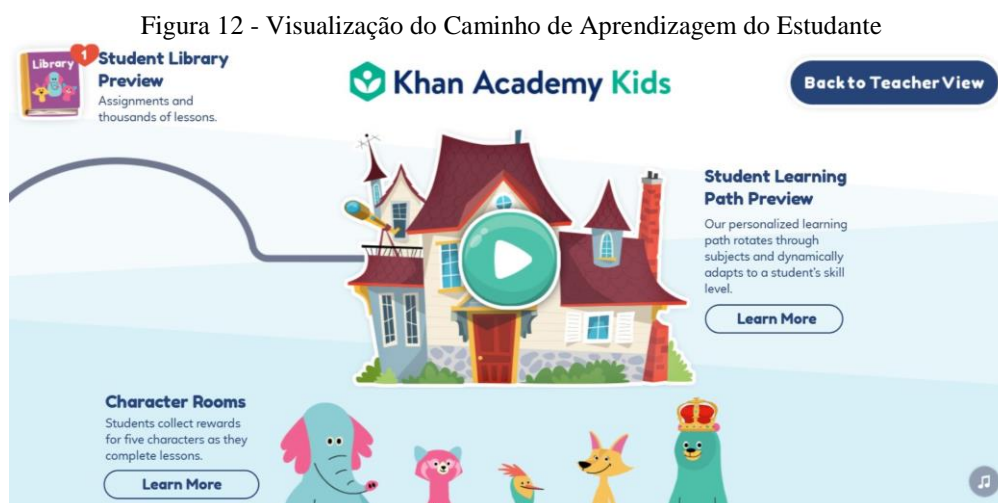 Figura 12 - Visualização do Caminho de Aprendizagem do Estudante
Library
1
Student Library
Preview
Assignments and
thousands of lessons.
Khan Academy Kids
Back to Teacher View
Student Learning
Path Preview
Our personalized learning
path rotates through
subjects and dynamically
adapts to a student's skill
level.
Learn More
Character Rooms
Students collect rewards
for five characters as they
complete lessons.
Learn More